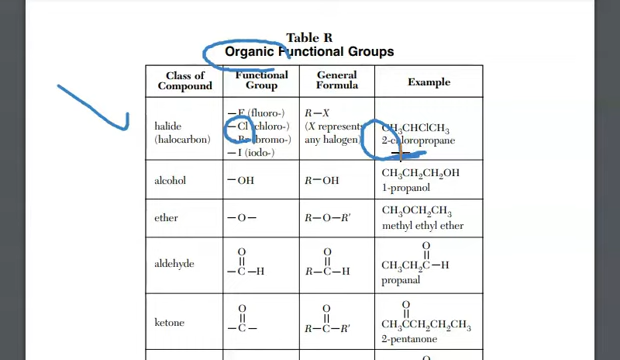 Table R
Organic Functional Groups
Class of Compound Functional Group General Formula Example
halide (halocarbon)
—F (fluoro-)
—Cl (chloro-)
—Br (bromo-)
—I (iodo-)
R—X
(X represents
any halogen)
CH₃CHClCH₃
2-chloropropane
alcohol —OH R—OH CH₃CH₂CH₂OH
1-propanol
ether —O— R—O—R′ CH₃OCH₂CH₃
methyl ethyl ether
aldehyde
O
—C—H
O
R—C—H
O
CH₃CH₂C—H
propanal
ketone
O
—C—
O
R—C—R′
O
CH₃CCH₂CH₂CH₃
2-pentanone
O